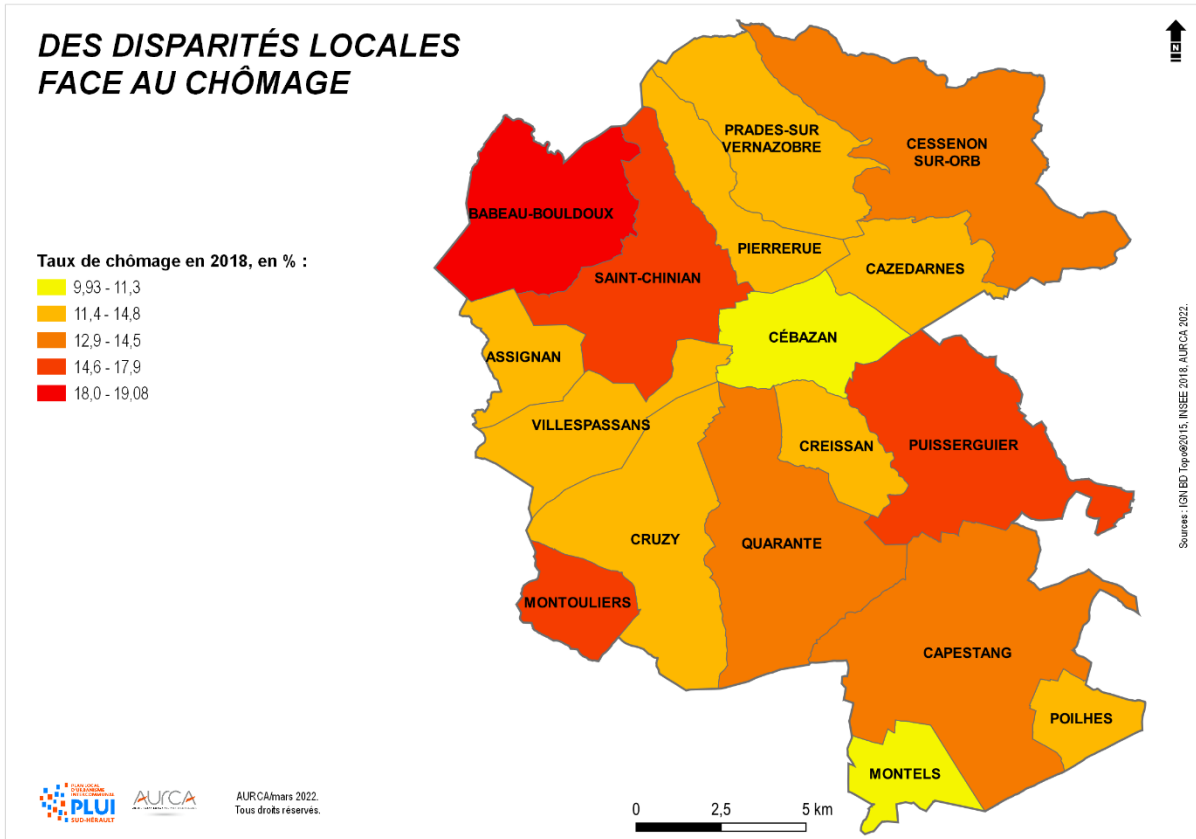 DES DISPARITÉS LOCALES
FACE AU CHÔMAGE
Taux de chômage en 2018, en % :
9,93 - 11,3
11,4 - 14,8
12,9 - 14,5
14,6 - 17,9
18,0 - 19,08
N
PRADES-SUR
VERNAZOBRE
CESSENON
SUR-ORB
BABEAU-BOULDOUX
PIERRERUE
CAZEDARNES
SAINT-CHINIAN
CÉBAZAN
ASSIGNAN
VILLESPASSANS
CREISSAN
PUISSERGUIER
CRUZY
QUARANTE
MONTOULIERS
CAPESTANG
POILHES
MONTELS
Sources : IGN BD Topo®2015, INSEE 2018, AURCA 2022.
PLAN LOCAL
D'URBANISME
INTERCOMMUNAL
PLUI
SUD-HÉRAULT
AURCA
AURCA/mars 2022.
Tous droits réservés.
0 2,5 5 km